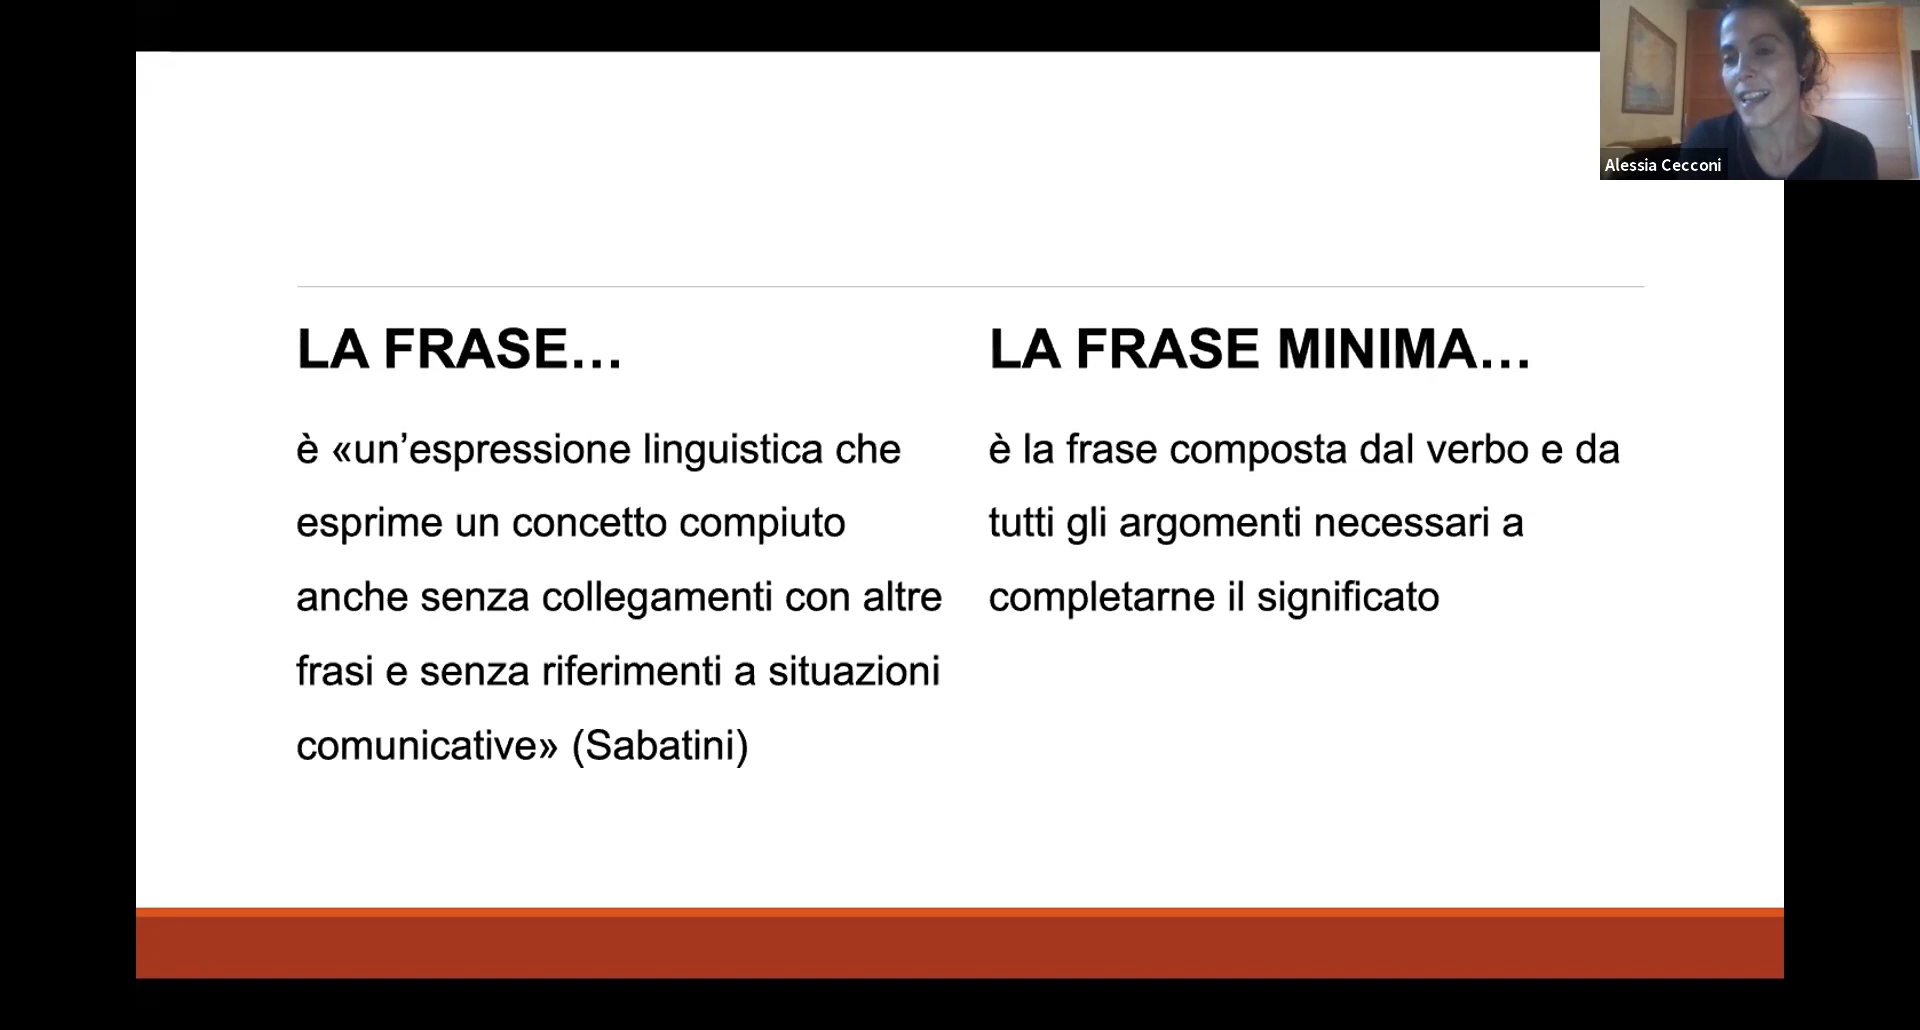 Alessia Cecconi
LA FRASE…
è «un’espressione linguistica che
esprime un concetto compiuto
anche senza collegamenti con altre
frasi e senza riferimenti a situazioni
comunicative» (Sabatini)
LA FRASE MINIMA…
è la frase composta dal verbo e da
tutti gli argomenti necessari a
completarne il significato